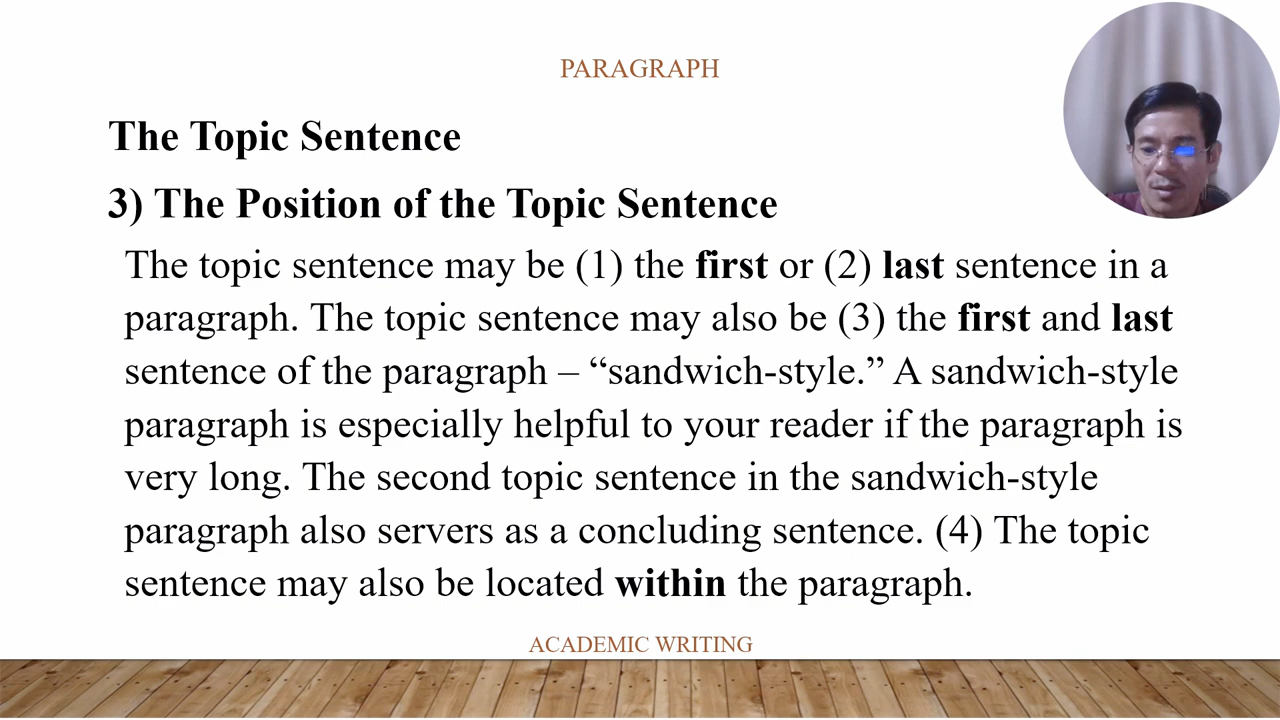 PARAGRAPH
The Topic Sentence
3) The Position of the Topic Sentence
The topic sentence may be (1) the first or (2) last sentence in a
paragraph. The topic sentence may also be (3) the first and last
sentence of the paragraph – “sandwich-style.” A sandwich-style
paragraph is especially helpful to your reader if the paragraph is
very long. The second topic sentence in the sandwich-style
paragraph also servers as a concluding sentence. (4) The topic
sentence may also be located within the paragraph.
ACADEMIC WRITING